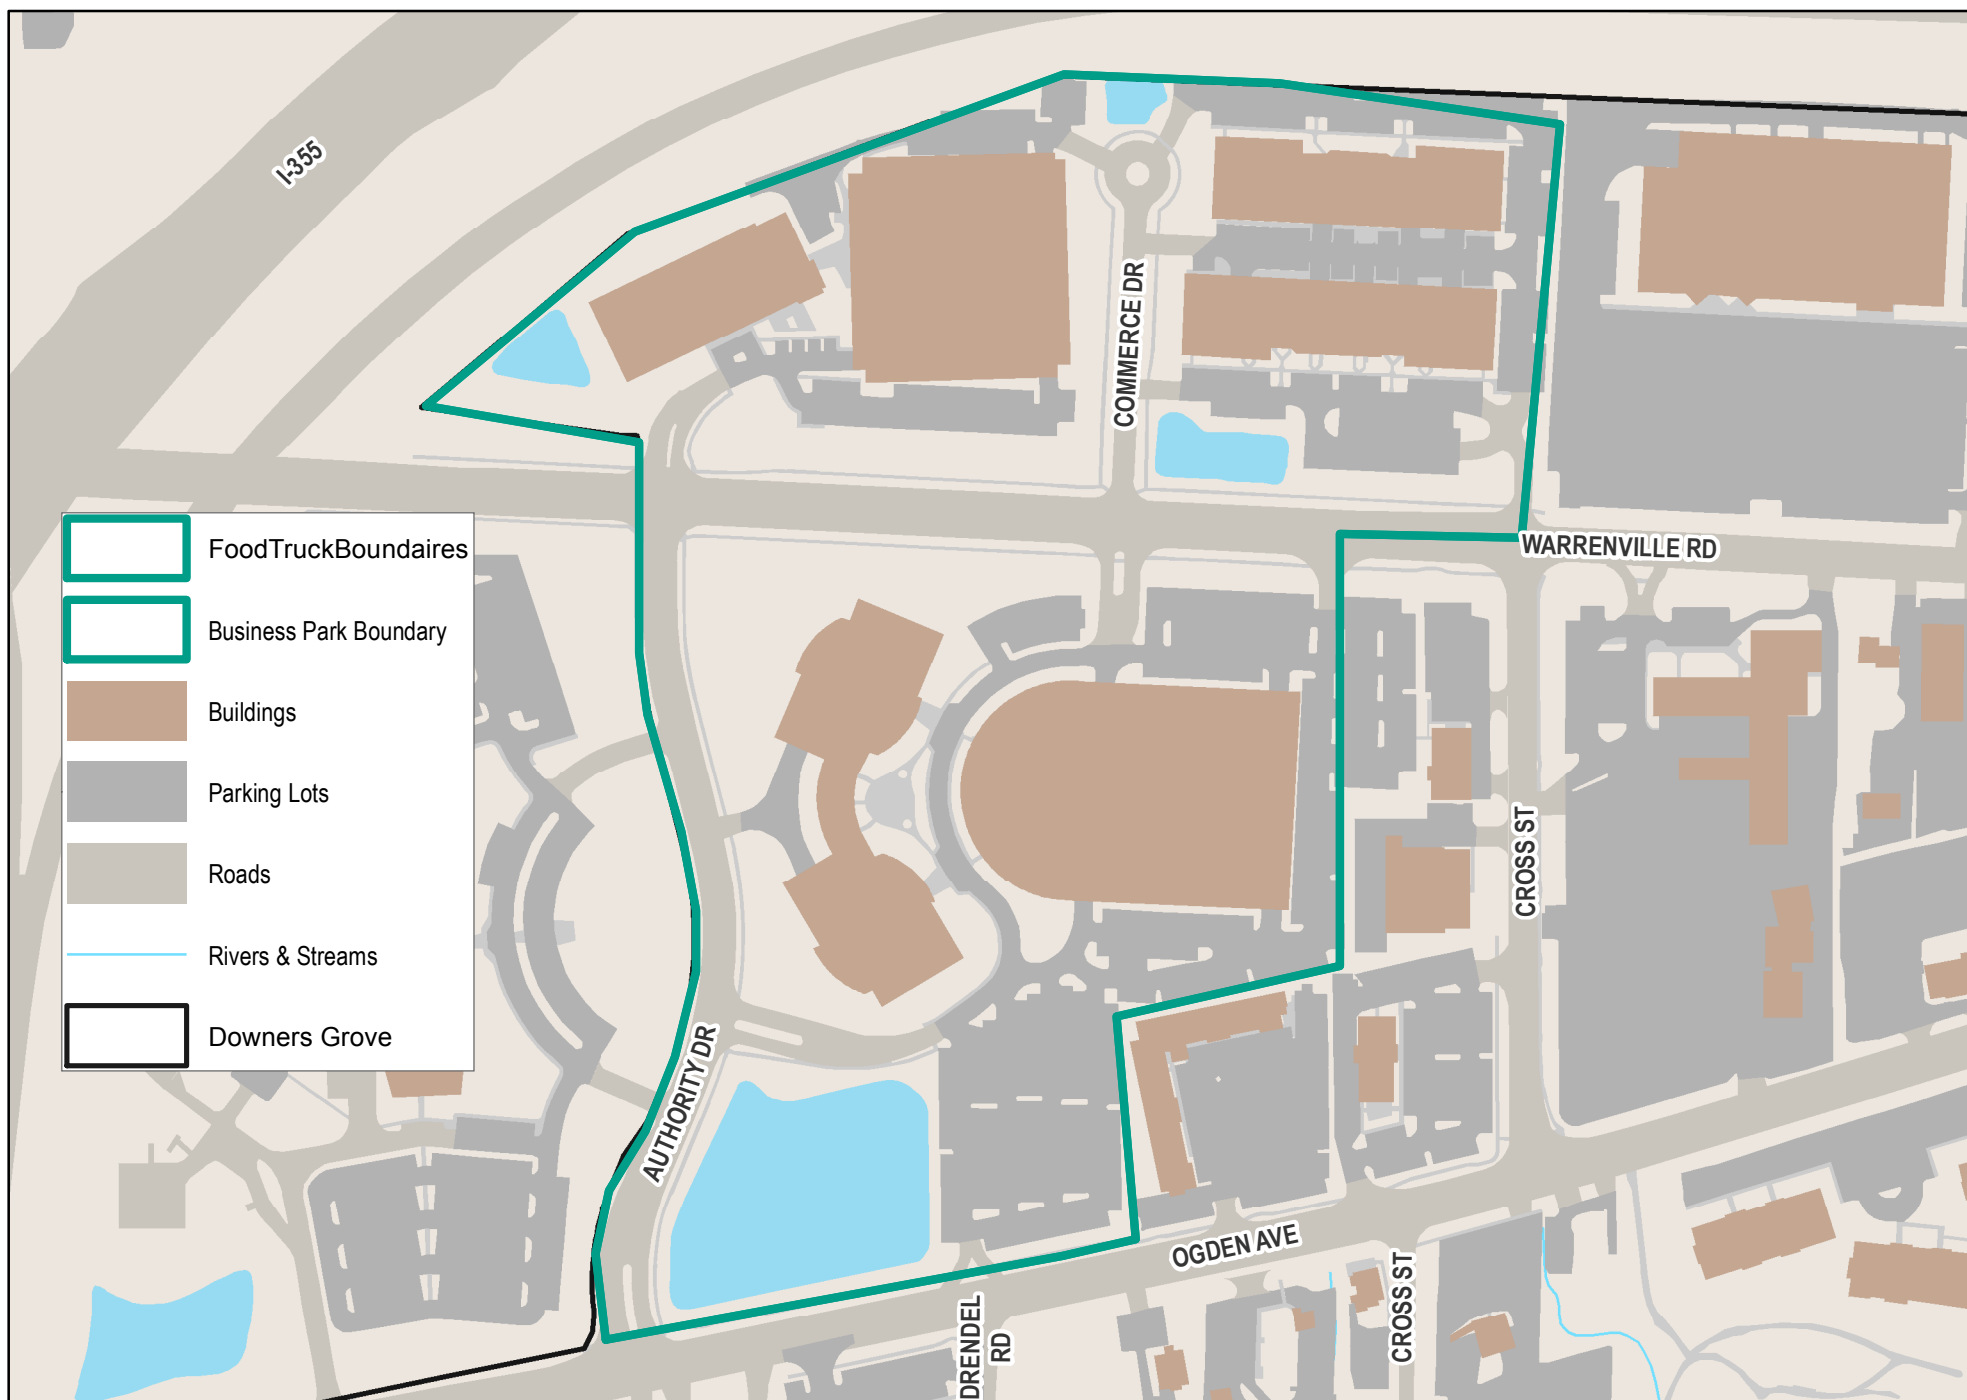 I-355
COMMERCE DR
WARRENVILLE RD
FoodTruckBoundaires
Business Park Boundary
Buildings
Parking Lots
Roads
Rivers & Streams
Downers Grove
CROSS ST
AUTHORITY DR
OGDEN AVE
CROSS ST
DRENDEL
RD